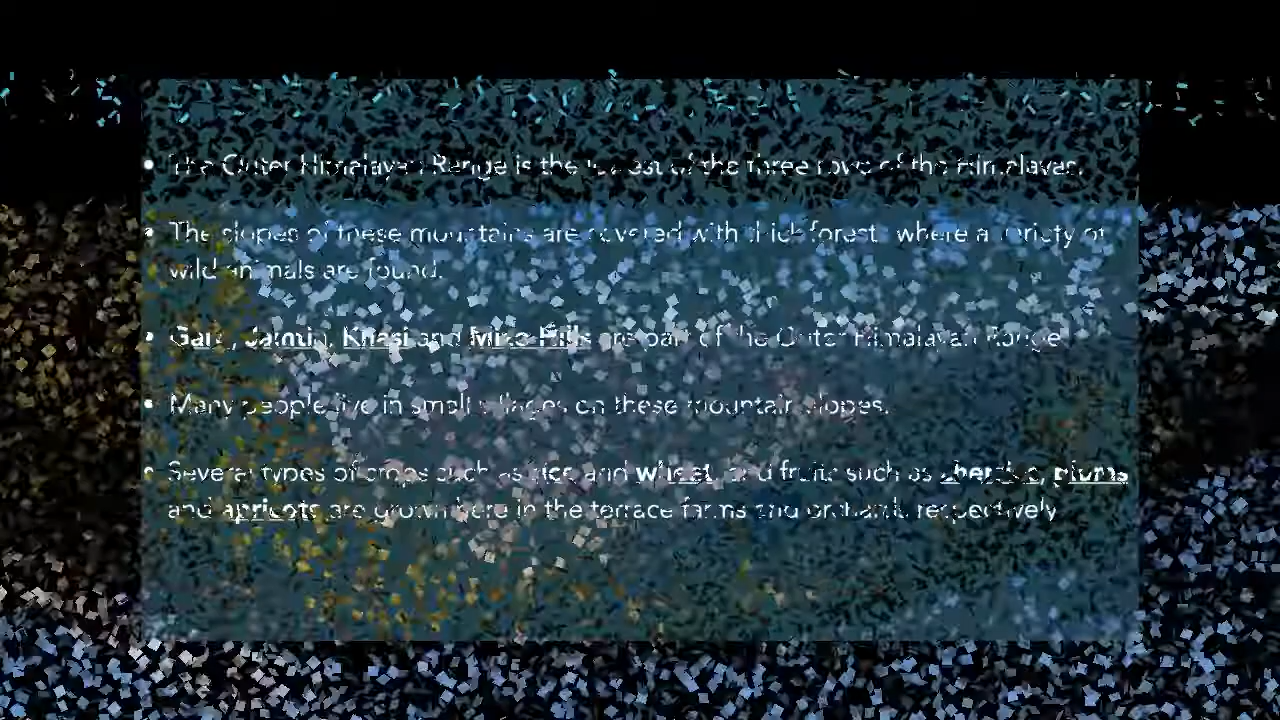 • The Outer Himalayan Range is the lowest of the three rows of the Himalayas.
• The slopes of these mountains are covered with thick forests where a variety of
wild animals are found.
• Garo, Jaintia, Khasi and Mizo Hills are part of the Outer Himalayan Range
• Many people live in small villages on these mountain slopes.
• Several types of crops such as rice and wheat, and fruits such as cherries, plums
and apricots are grown here in the terrace farms and orchards respectively